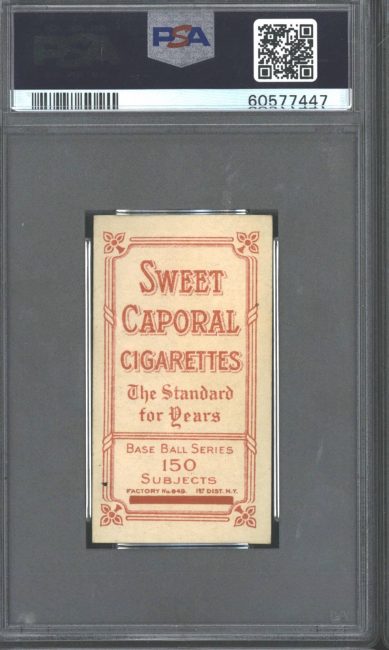 PSA
60577447
SWEET
CAPORAL
CIGARETTES
The Standard
for Years
BASE BALL SERIES
150
SUBJECTS
FACTORY No. 649. 1ST DIST. N.Y.